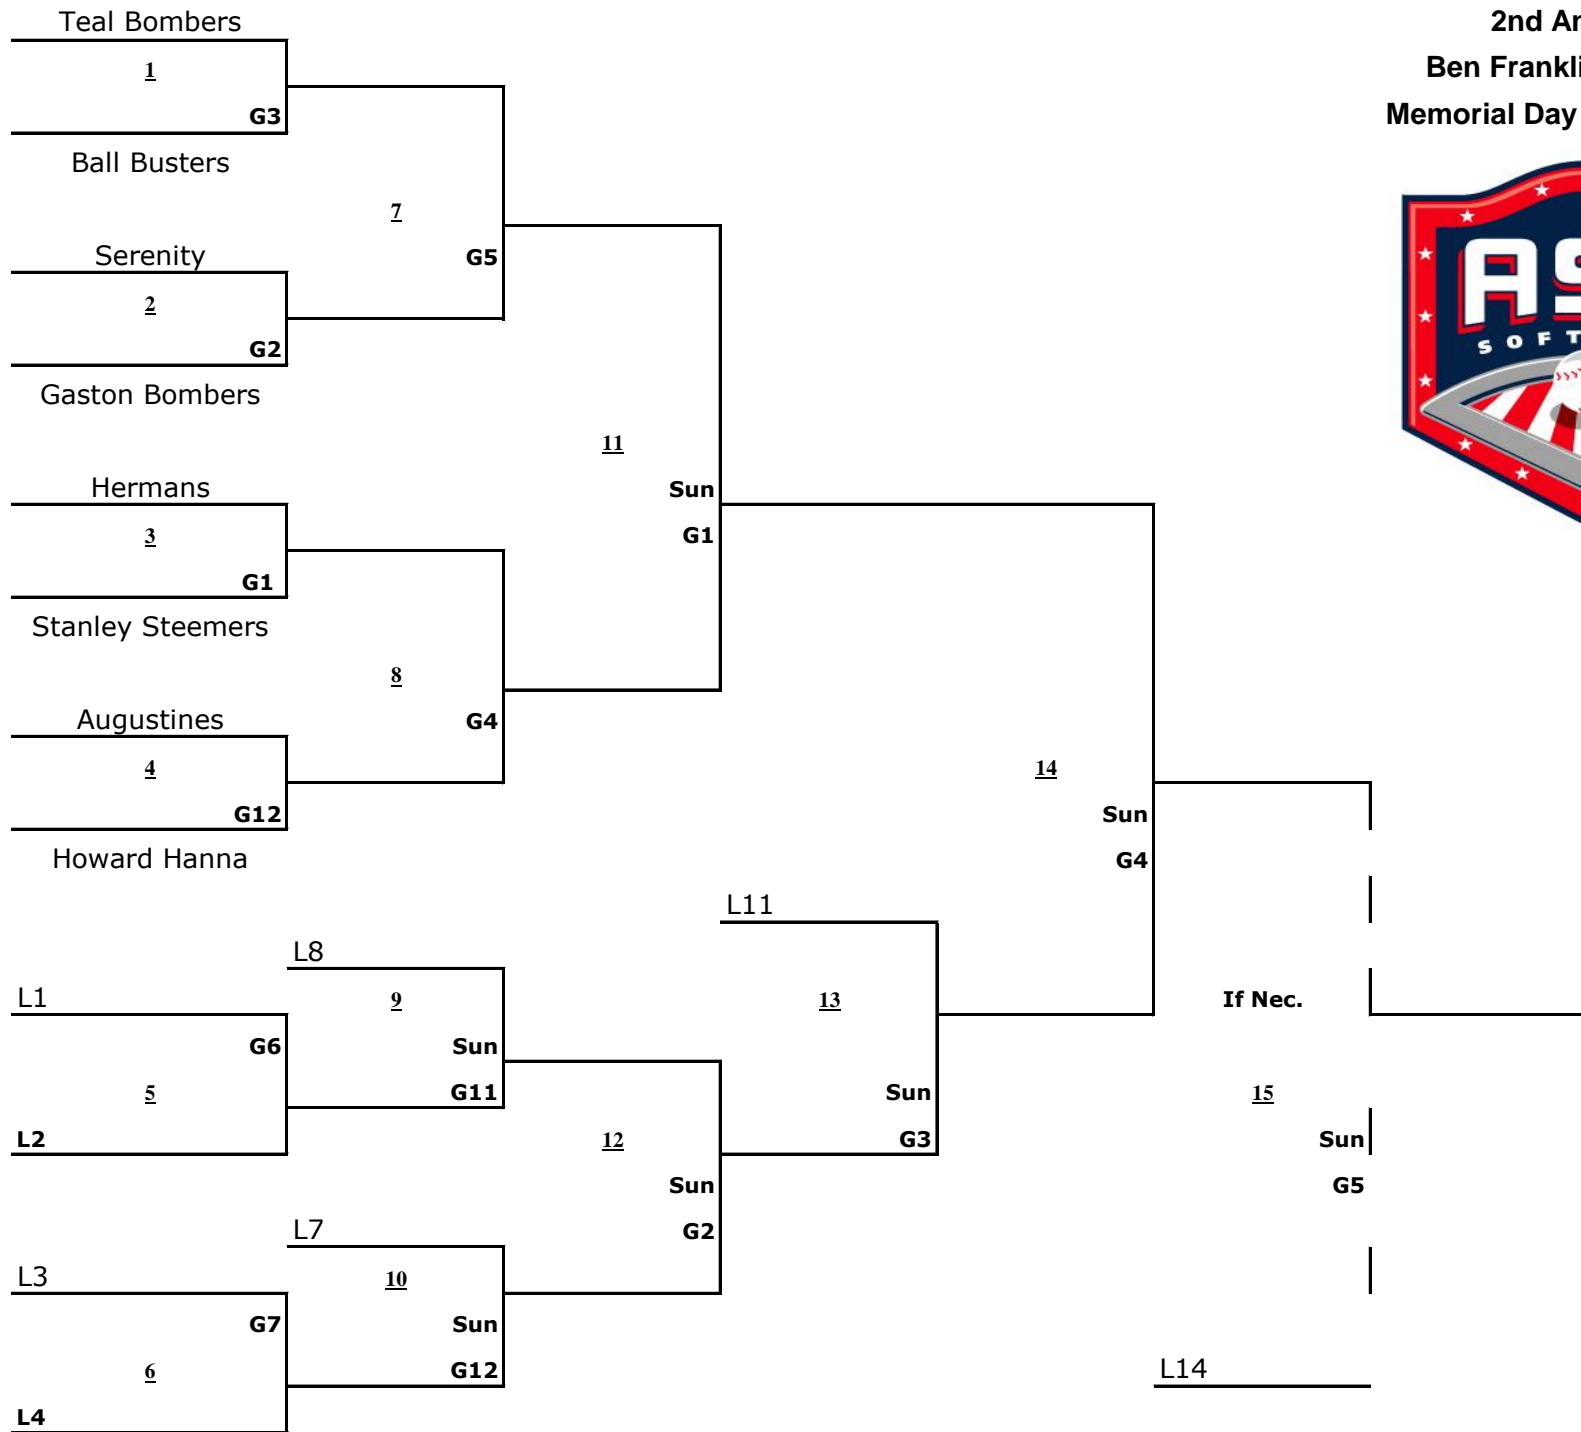 Teal Bombers
1
G3
Ball Busters
7
Serenity
G5
2
G2
Gaston Bombers
11
Hermans
Sun
3
G1
G1
Stanley Steemers
8
Augustines
G4
4
14
G12
Sun
Howard Hanna
G4
L11
L8
L1
9
13
If Nec.
G6
Sun
5
G11
Sun
15
L2
12
G3
Sun
Sun
G5
L7
G2
L3
10
G7
Sun
6
G12
L14
L4
2nd
Memorial Day
SOFT